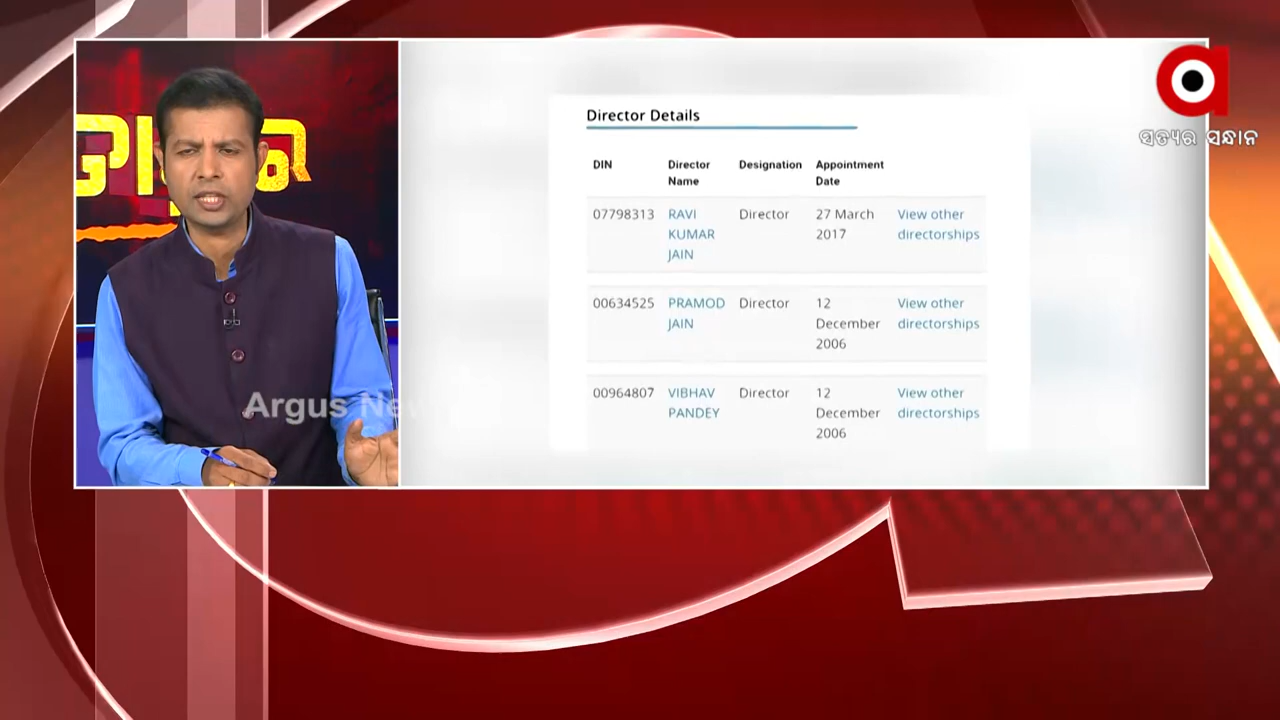 ସତ୍ୟର ସନ୍ଧାନ
Director Details
DIN Director Name Designation Appointment Date
07798313 RAVI KUMAR JAIN Director 27 March 2017 View other directorships
00634525 PRAMOD JAIN Director 12 December 2006 View other directorships
00964807 VIBHAV PANDEY Director 12 December 2006 View other directorships
Argus News